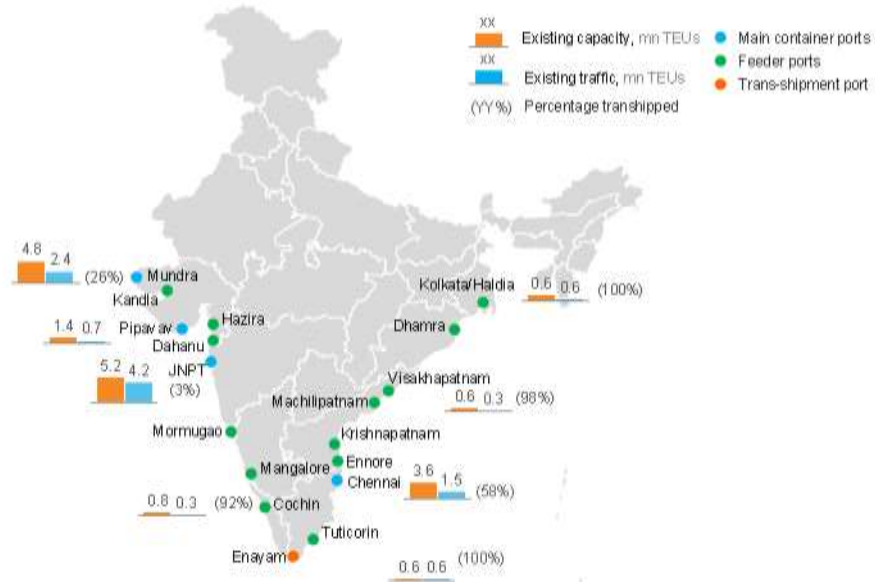 XX
Existing capacity, mn TEUs
XX
Existing traffic, mn TEUs
(YY%) Percentage transhipped
Main container ports
Feeder ports
Trans-shipment port
4.8 2.4 (26%) Mundra
Kandla
1.4 0.7 Pipavav
Hazira
Dahanu
JNPT
5.2 4.2 (3%)
Kolkata/Haldia
0.6 0.6 (100%)
Dhamra
Visakhapatnam
0.6 0.3 (98%)
Machilipatnam
Mormugao
Krishnapatnam
Mangalore
Ennore
Chennai
3.6 1.5 (58%)
0.8 0.3 (92%) Cochin
Tuticorin
Enayam
0.6 0.6 (100%)